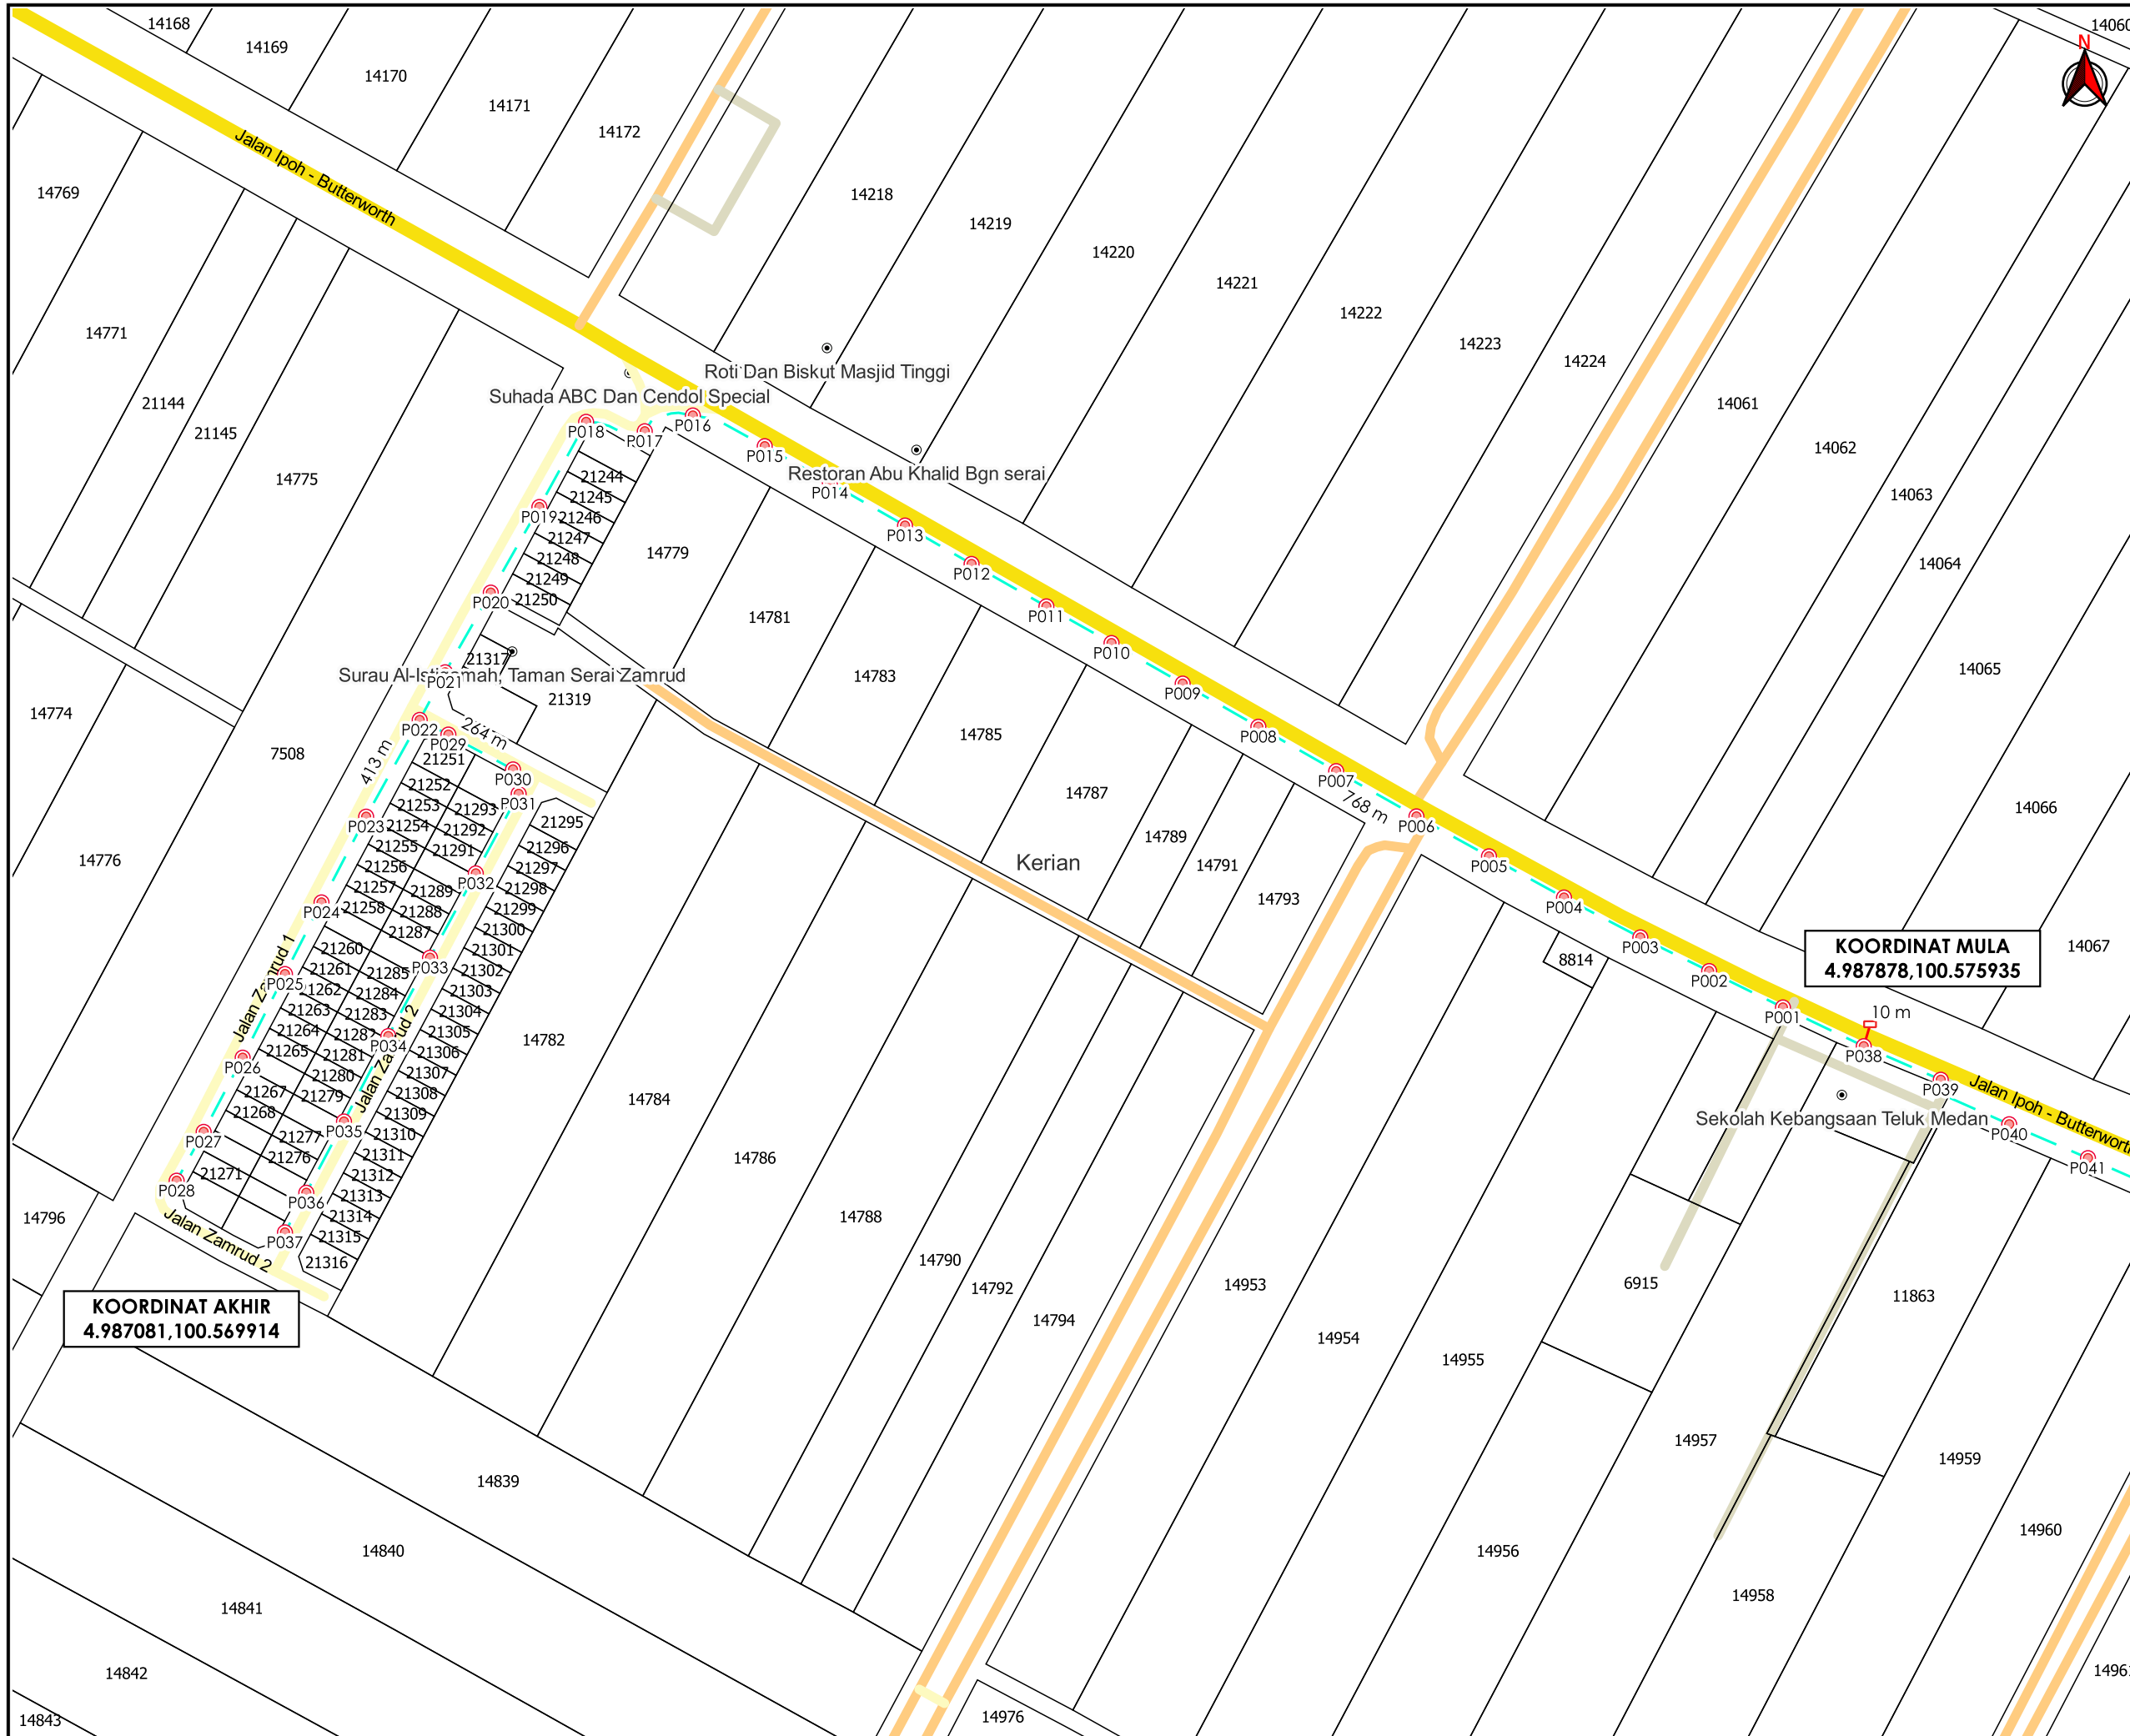 14168
14169
14170
14171
14172
N
Jalan Ipoh - Butterworth
14769
14218
14219
14220
14221
14222
14223
14224
14771
21144
21145
14775
Roti Dan Biskut Masjid Tinggi
Suhada ABC Dan Cendol Special
Restoran Abu Khalid Bgn serai
14061
14062
14063
14064
14065
14066
14067
P018
P017
P016
P015
P014
P013
P012
P011
P010
P009
P008
P007
768 m
P006
P005
P004
P003
P002
P001
10 m
P038
P039
P040
P041
Jalan Ipoh - Butterworth
KOORDINAT MULA
4.987878,100.575935
21244
21245
P019
21246
21247
21248
21249
P020
21250
14779
14781
14783
14785
14787
14789
14791
14793
21317
P021
Surau Al-Istiqamah, Taman Serai Zamrud
21319
14774
7508
14776
P022
P029
264 m
413 m
P030
P031
21251
21252
21253
21254
21255
21256
21257
21258
21293
21292
21291
21289
21288
21287
21295
21296
21297
21298
21299
21300
21301
21302
21303
21304
21305
21306
21307
21308
21309
21310
21311
21312
21313
21314
21315
21316
P023
P024
P025
P026
P027
P028
P032
P033
P034
P035
P036
P037
21260
21261
21262
21263
21264
21265
21267
21268
21271
21285
21284
21283
21282
21281
21280
21279
21277
21276
Jalan Zamrud 1
Jalan Zamrud 2
Jalan Zamrud 2
Kerian
8814
Sekolah Kebangsaan Teluk Medan
14782
14784
14786
14788
14790
14792
14794
14796
KOORDINAT AKHIR
4.987081,100.569914
14953
14954
14955
14956
6915
11863
14957
14958
14959
14960
14839
14840
14841
14842
14843
14976